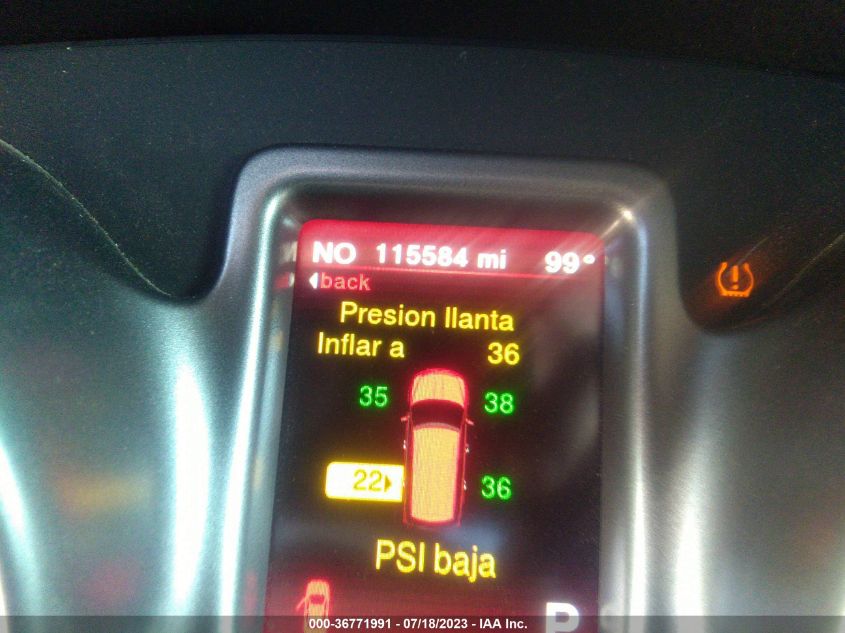 NO 115584 mi 99°
back
Presion llanta
Inflar a 36
35 38
22 36
PSI baja
P
000-36771991 - 07/18/2023 - IAA Inc.